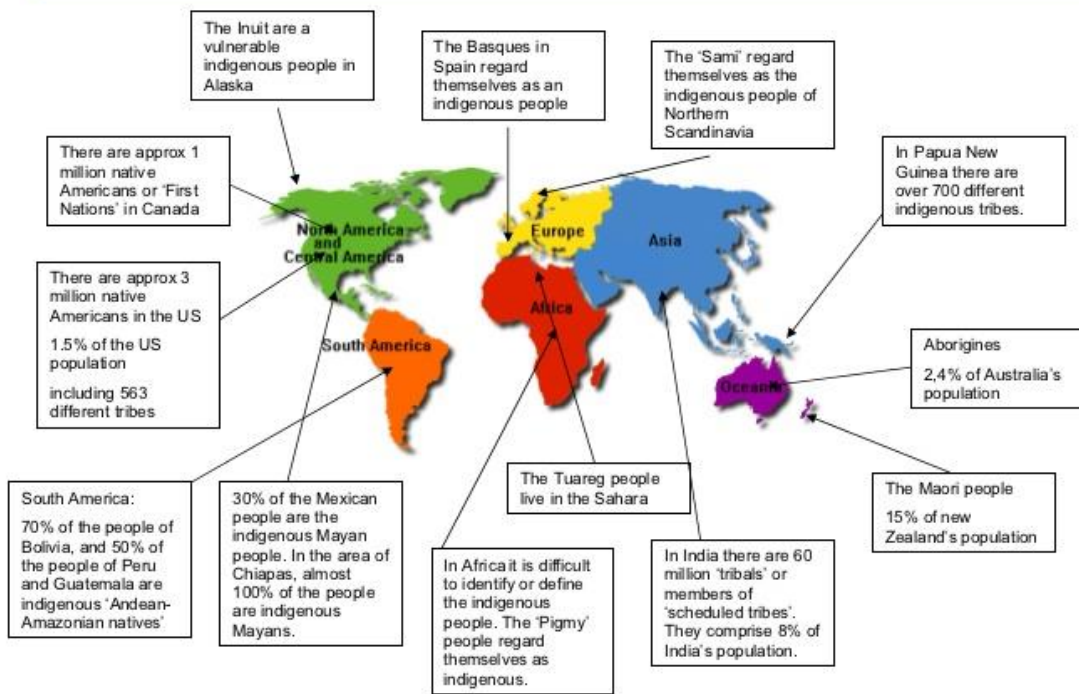 The Inuit are a
vulnerable
indigenous people in
Alaska
The Basques in
Spain regard
themselves as an
indigenous people
The ‘Sami’ regard
themselves as the
indigenous people of
Northern
Scandinavia
There are approx 1
million native
Americans or ‘First
Nations’ in Canada
In Papua New
Guinea there are
over 700 different
indigenous tribes.
North America
and
Central America
Europe
Asia
Africa
South America
Oceania
There are approx 3
million native
Americans in the US
1.5% of the US
population
including 563
different tribes
Aborigines
2,4% of Australia’s
population
The Tuareg people
live in the Sahara
The Maori people
15% of new
Zealand’s population
South America:
70% of the people of
Bolivia, and 50% of
the people of Peru
and Guatemala are
indigenous ‘Andean-
Amazonian natives’
30% of the Mexican
people are the
indigenous Mayan
people. In the area of
Chiapas, almost
100% of the people
are indigenous
Mayans.
In Africa it is difficult
to identify or define
the indigenous
people. The ‘Pigmy’
people regard
themselves as
indigenous.
In India there are 60
million ‘tribals’ or
members of
‘scheduled tribes’.
They comprise 8% of
India’s population.